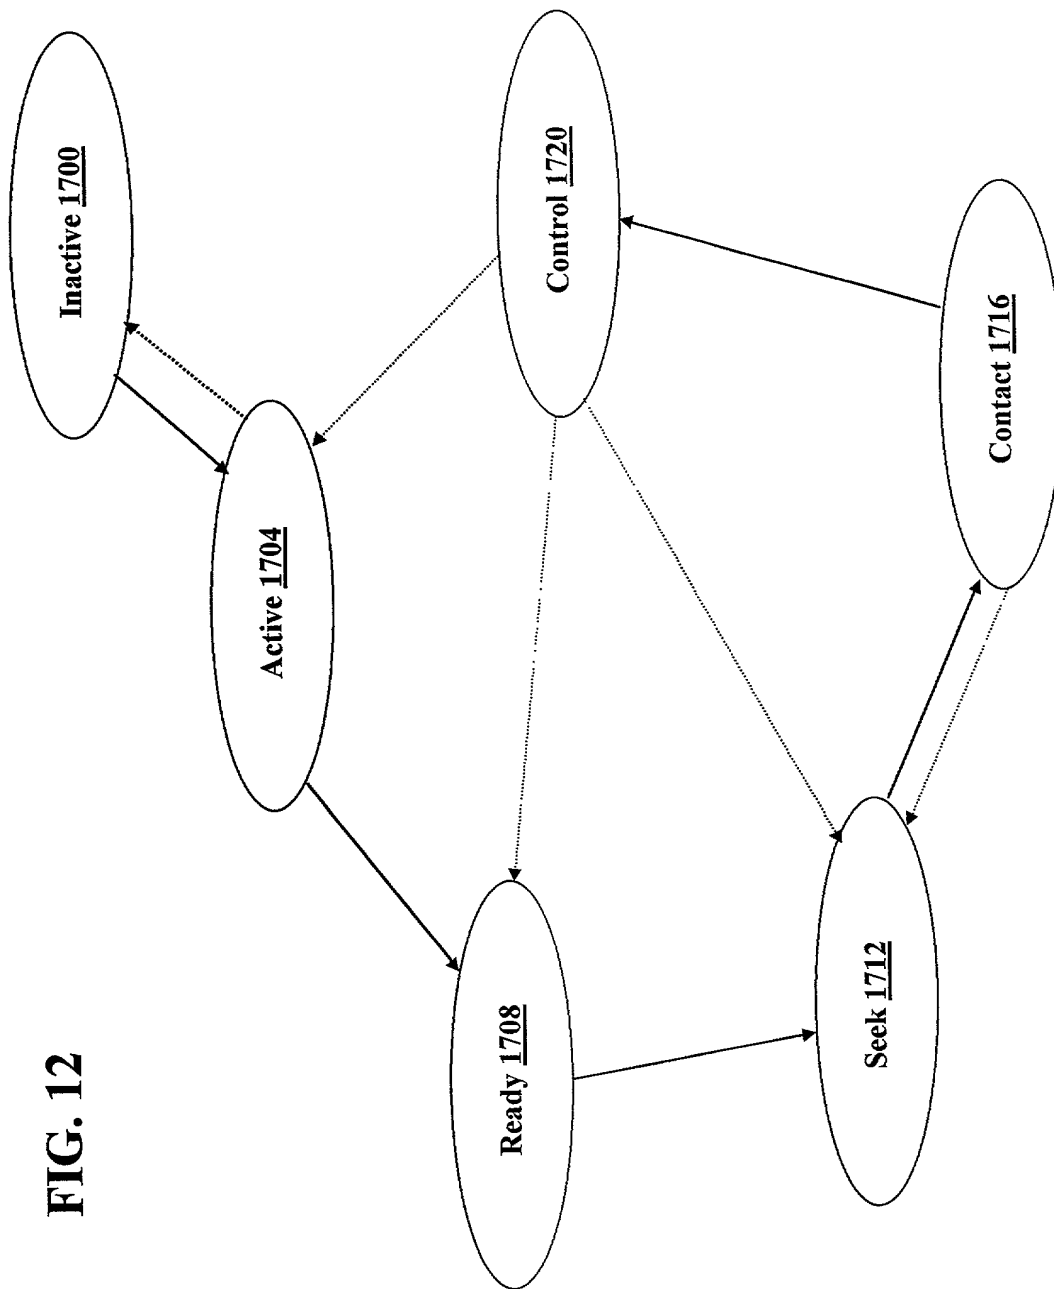 FIG. 12
Inactive 1700
Active 1704
Ready 1708
Control 1720
Seek 1712
Contact 1716